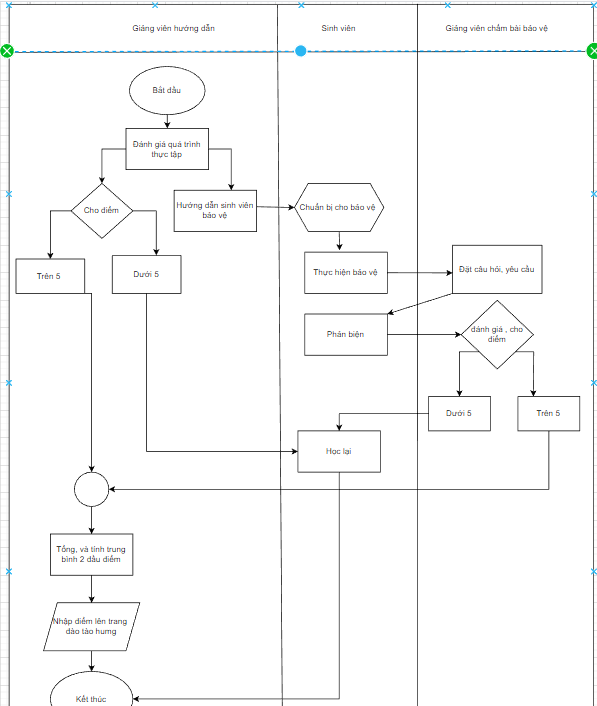 Giảng viên hướng dẫn
Sinh viên
Giảng viên chấm bài bảo vệ
Bắt đầu
Đánh giá quá trình
thực tập
Cho điểm
Hướng dẫn sinh viên
bảo vệ
Chuẩn bị cho bảo vệ
Trên 5
Dưới 5
Thực hiện bảo vệ
Đặt câu hỏi, yêu cầu
Phản biện
đánh giá , cho
điểm
Dưới 5
Trên 5
Học lại
Tổng, và tính trung
bình 2 đầu điểm
Nhập điểm lên trang
đào táo humg
Kết thúc